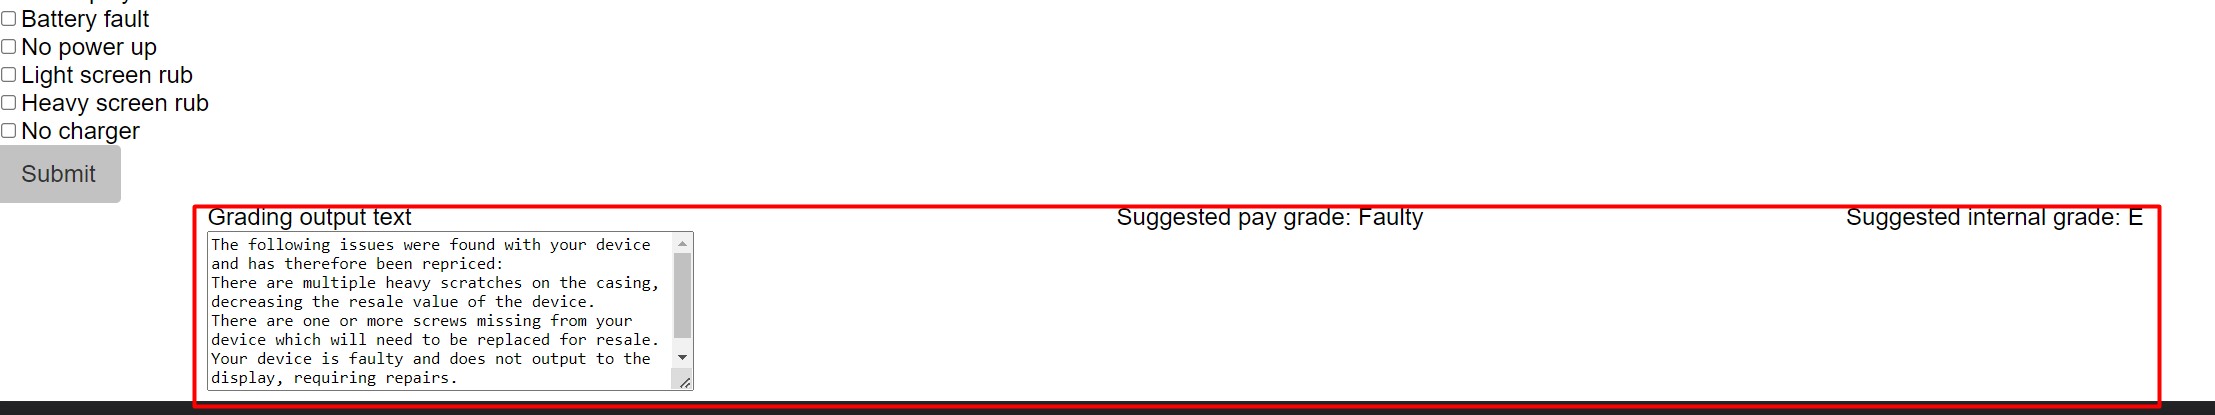 Battery fault
No power up
Light screen rub
Heavy screen rub
No charger
Submit
Grading output text
Suggested pay grade: Faulty
Suggested internal grade: E
The following issues were found with your device
and has therefore been repriced:
There are multiple heavy scratches on the casing,
decreasing the resale value of the device.
There are one or more screws missing from your
device which will need to be replaced for resale.
Your device is faulty and does not output to the
display, requiring repairs.